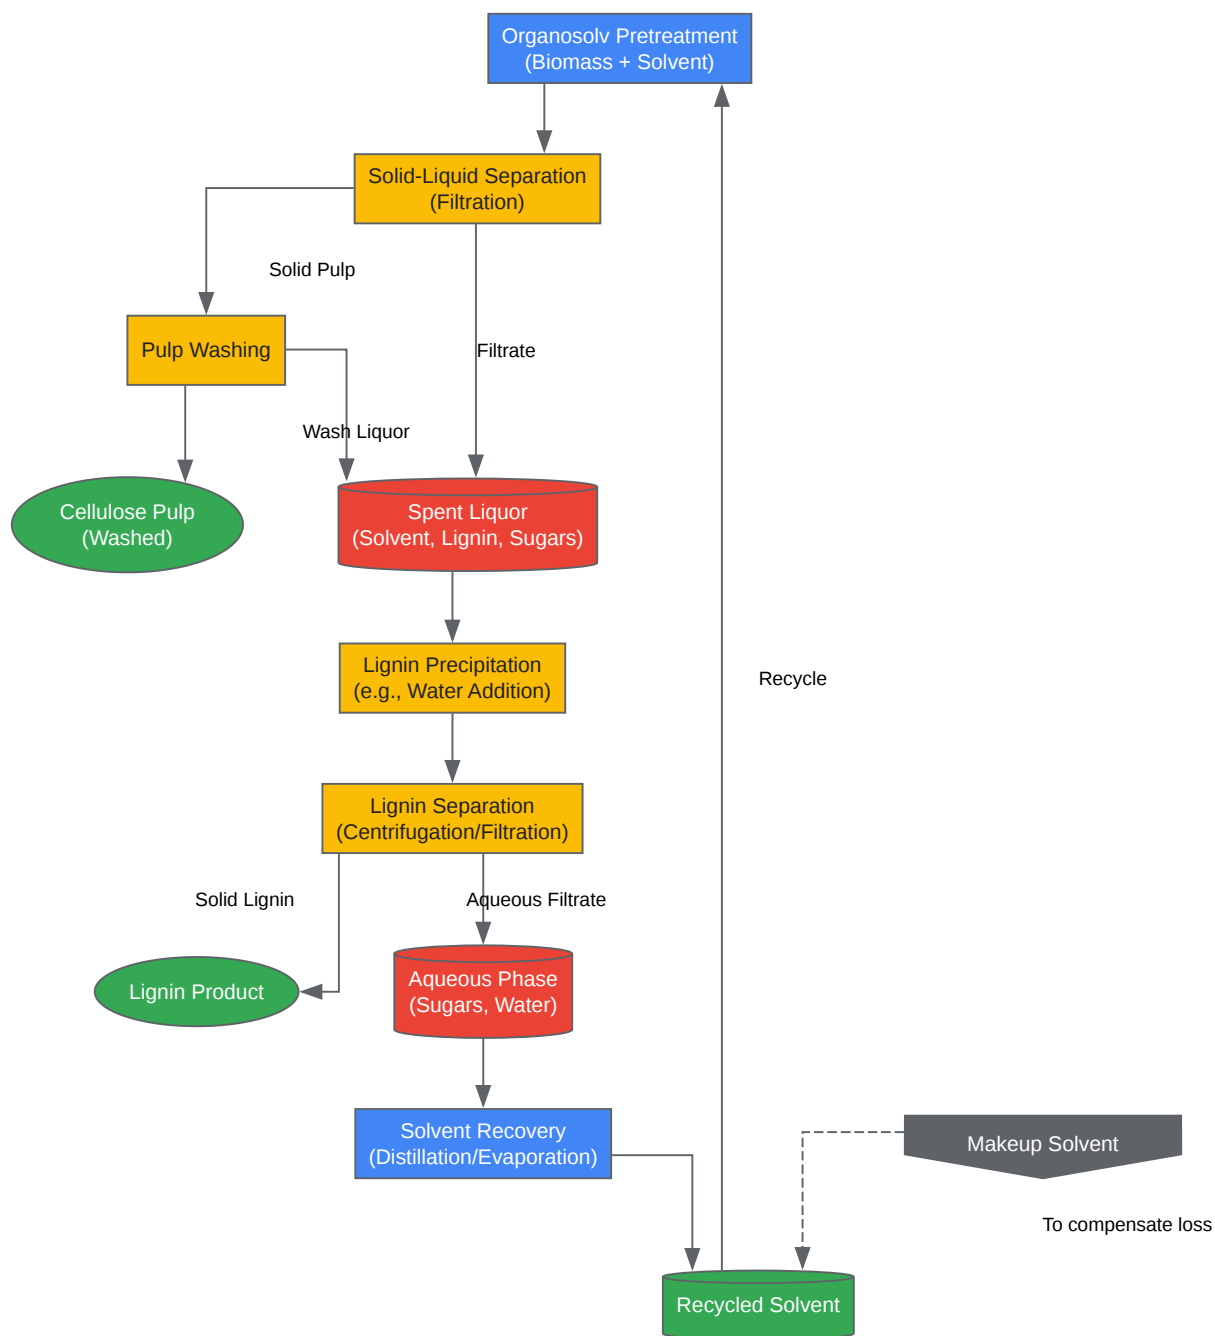 Organosolv Pretreatment
(Biomass + Solvent)
Solid-Liquid Separation
(Filtration)
Solid Pulp
Pulp Washing
Filtrate
Wash Liquor
Cellulose Pulp
(Washed)
Spent Liquor
(Solvent, Lignin, Sugars)
Lignin Precipitation
(e.g., Water Addition)
Recycle
Lignin Separation
(Centrifugation/Filtration)
Solid Lignin
Aqueous Filtrate
Lignin Product
Aqueous Phase
(Sugars, Water)
Solvent Recovery
(Distillation/Evaporation)
Makeup Solvent
To compensate loss
Recycled Solvent